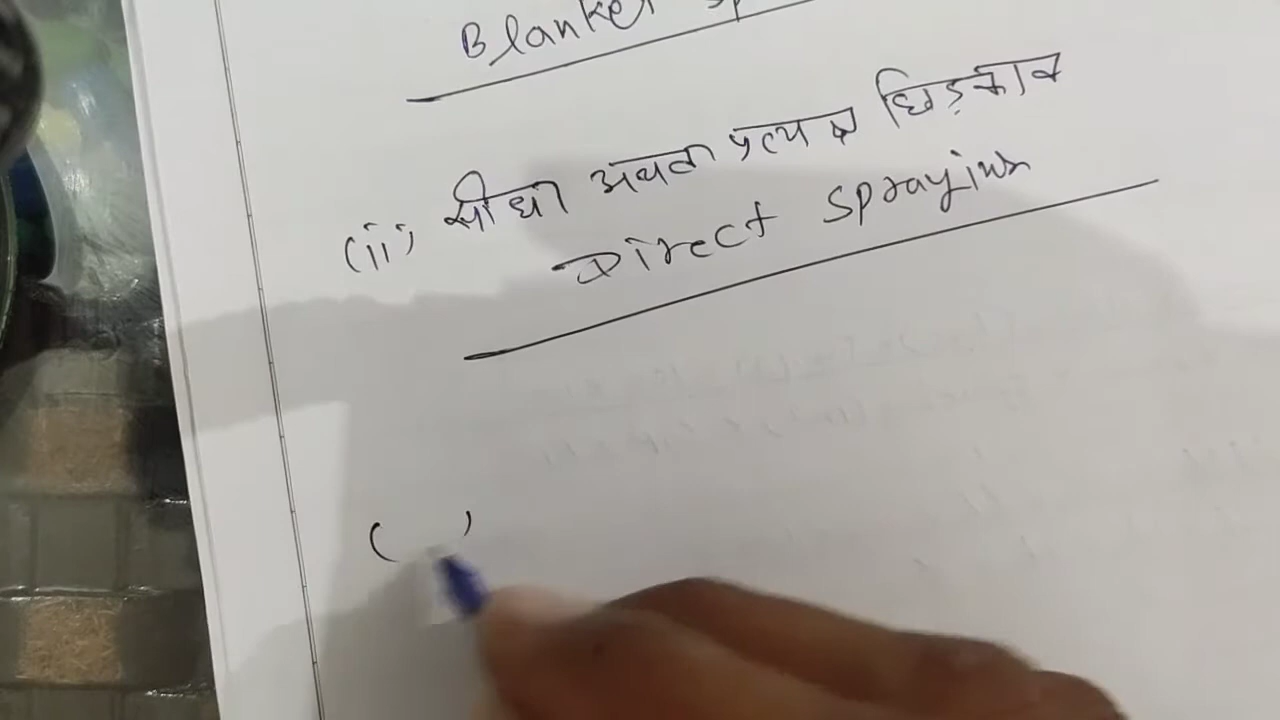 Blanket
(ii) सीधा अथवा प्रत्यक्ष छिड़काव
Direct spraying
( )